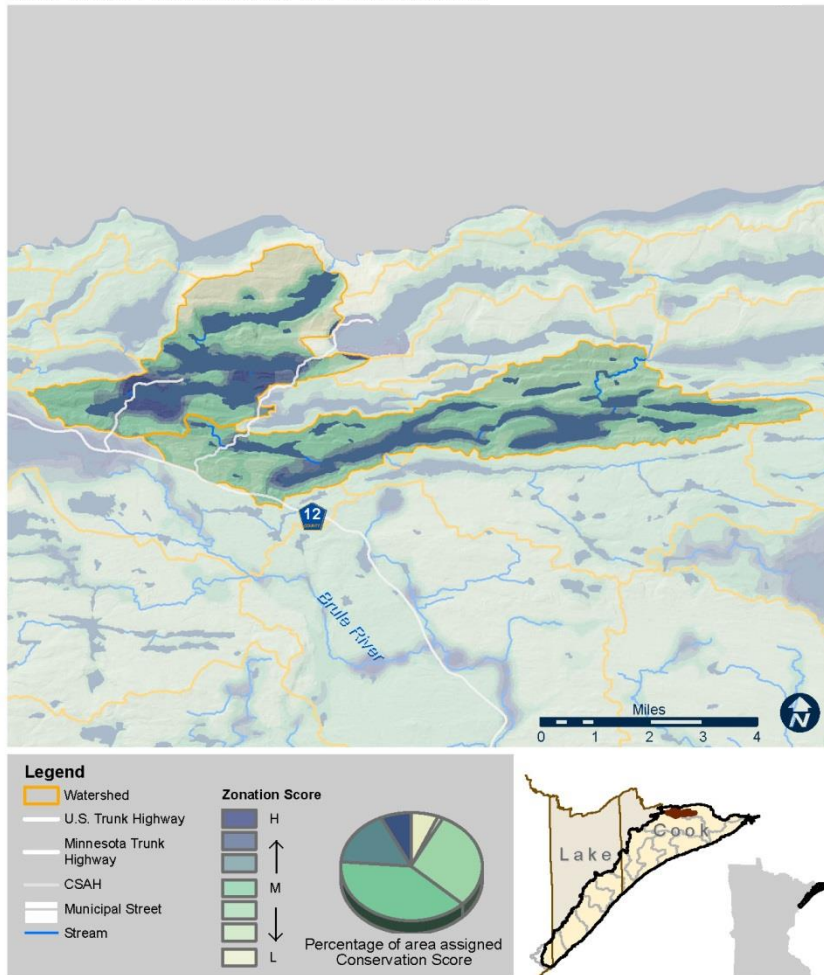 12
COUNTY
Brule River
Miles
0 1 2 3 4
N
Legend
Watershed
U.S. Trunk Highway
Minnesota Trunk
Highway
CSAH
Municipal Street
Stream
Zonation Score
H
M
L
Percentage of area assigned
Conservation Score
Lake
Cook